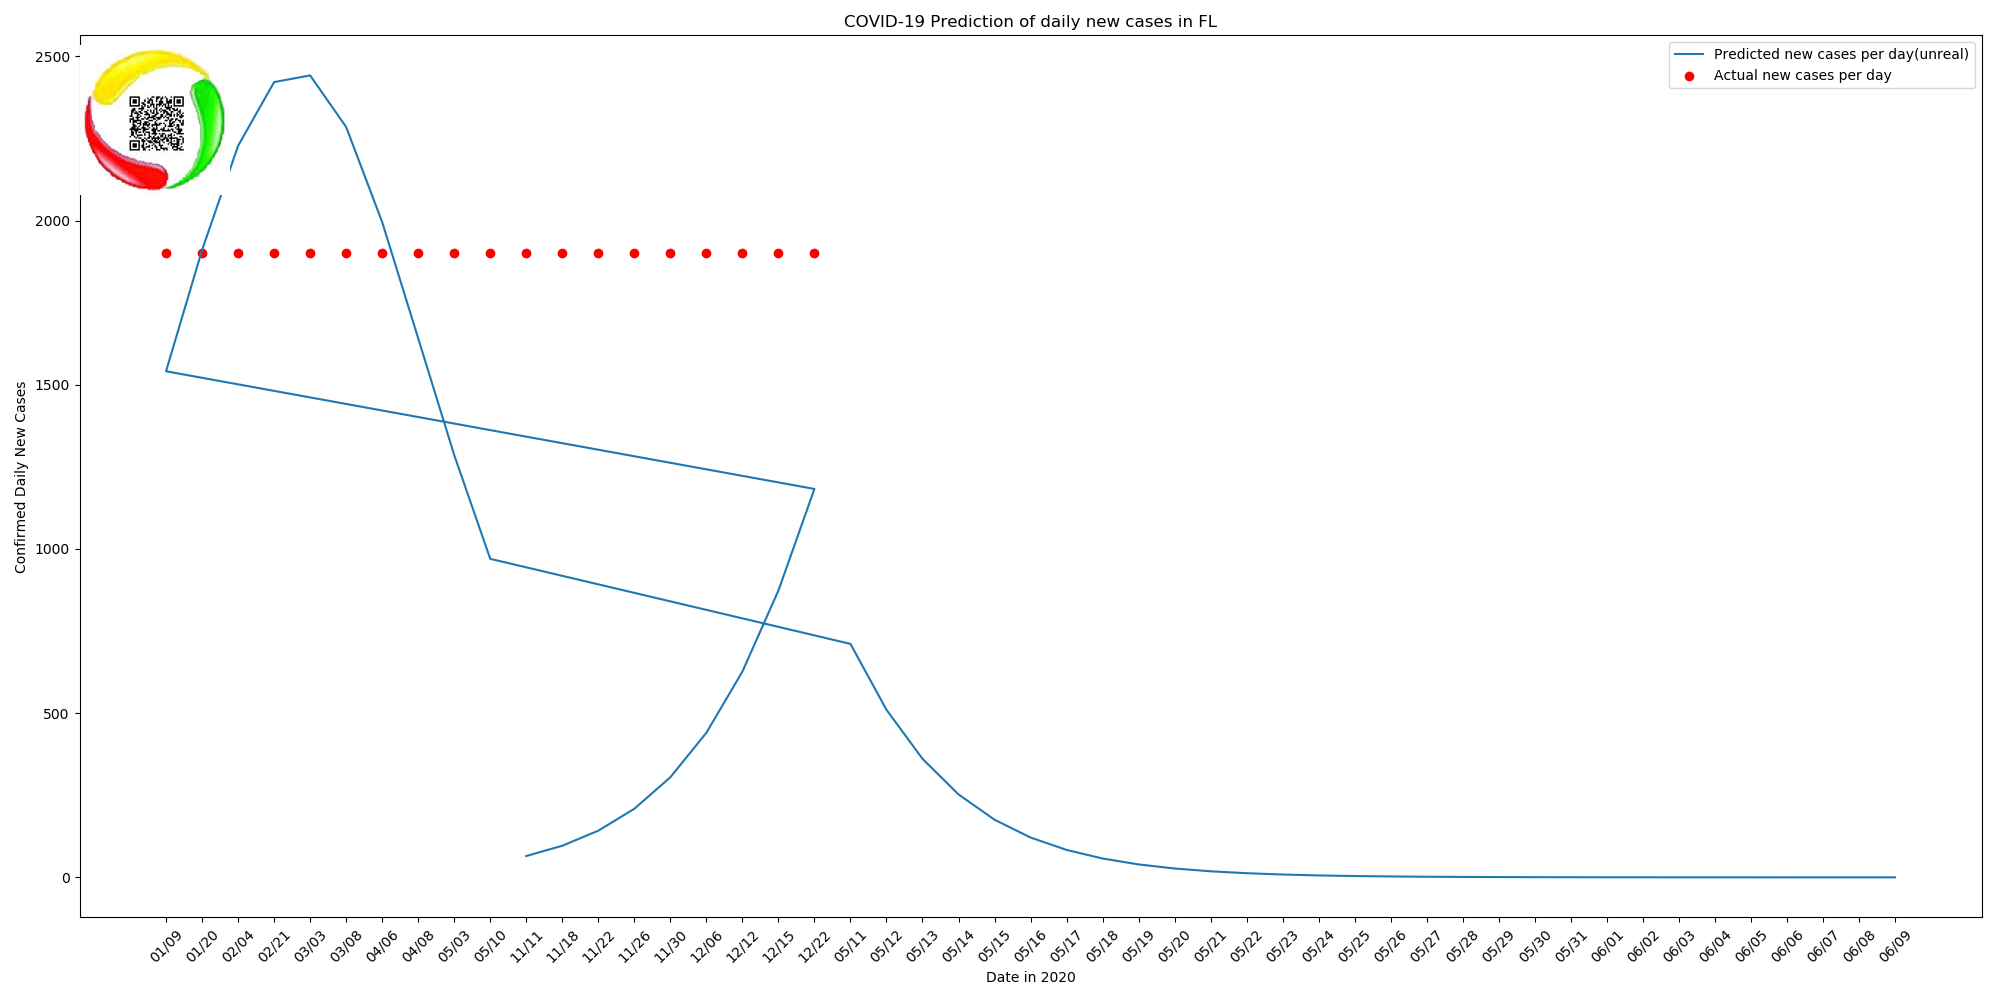 COVID-19 Prediction of daily new cases in FL
Predicted new cases per day(unreal)
Actual new cases per day
Confirmed Daily New Cases
2500
2000
1500
1000
500
0
01/09 01/20 02/04 02/21 03/03 03/08 04/06 04/08 05/03 05/10 11/11 11/18 11/22 11/26 11/30 12/06 12/12 12/15 12/22 05/11 05/12 05/13 05/14 05/15 05/16 05/17 05/18 05/19 05/20 05/21 05/22 05/23 05/24 05/25 05/26 05/27 05/28 05/29 05/30 05/31 06/01 06/02 06/03 06/04 06/05 06/06 06/07 06/08 06/09
Date in 2020